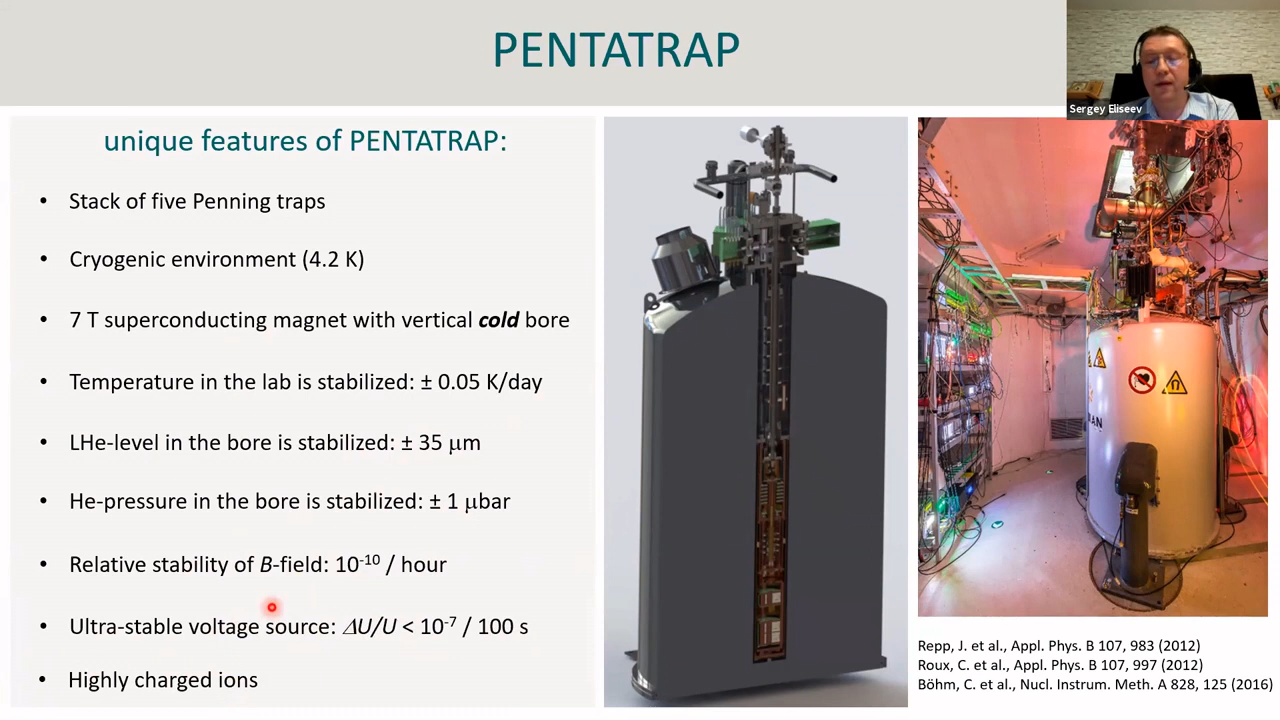 PENTATRAP
Sergey Eliseev
unique features of PENTATRAP:
• Stack of five Penning traps
• Cryogenic environment (4.2 K)
• 7 T superconducting magnet with vertical cold bore
• Temperature in the lab is stabilized: ± 0.05 K/day
• LHe-level in the bore is stabilized: ± 35 μm
• He-pressure in the bore is stabilized: ± 1 μbar
• Relative stability of B-field: 10⁻¹⁰ / hour
• Ultra-stable voltage source: ΔU/U < 10⁻⁷ / 100 s
• Highly charged ions
Repp, J. et al., Appl. Phys. B 107, 983 (2012)
Roux, C. et al., Appl. Phys. B 107, 997 (2012)
Böhm, C. et al., Nucl. Instrum. Meth. A 828, 125 (2016)